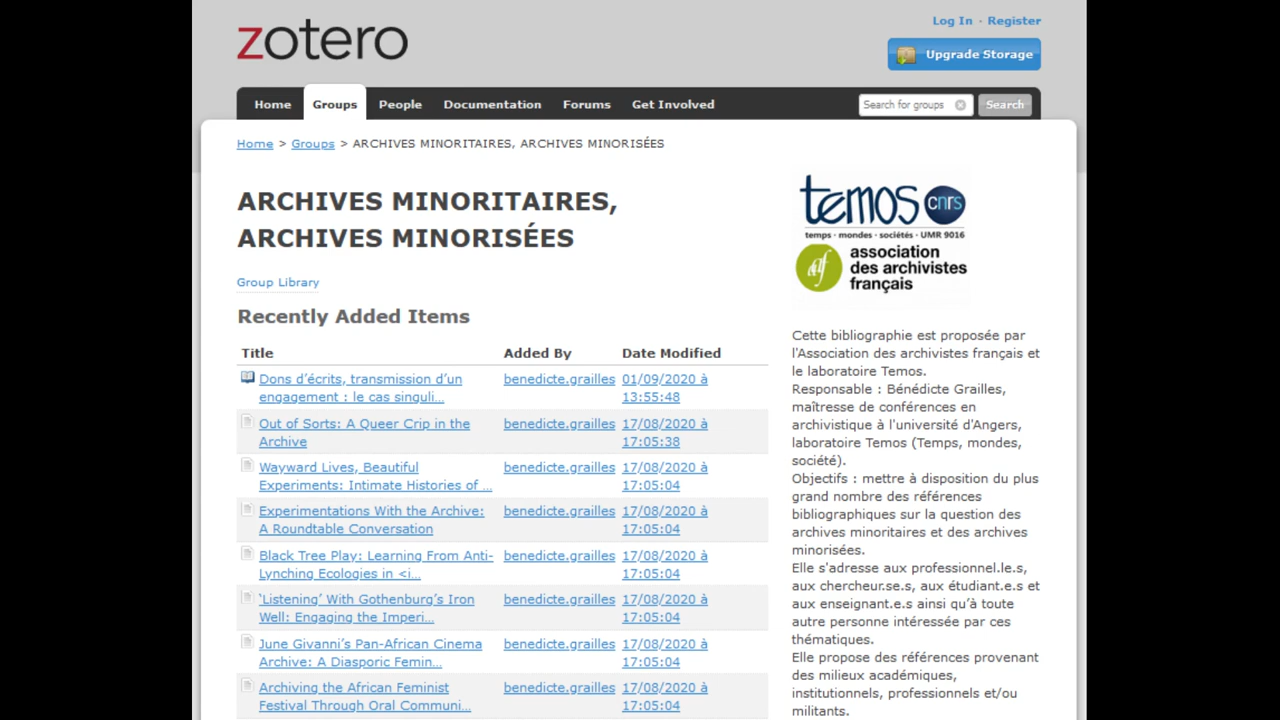 zotero
Log In - Register
Upgrade Storage
Home Groups People Documentation Forums Get Involved
Search for groups Search
Home > Groups > ARCHIVES MINORITAIRES, ARCHIVES MINORISÉES
ARCHIVES MINORITAIRES,
ARCHIVES MINORISÉES
Group Library
Recently Added Items
Title Added By Date Modified
Dons d’écrits, transmission d’un benedicte.grailles 01/09/2020 à
engagement : le cas singuli... 13:55:48
Out of Sorts: A Queer Crip in the benedicte.grailles 17/08/2020 à
Archive 17:05:38
Wayward Lives, Beautiful benedicte.grailles 17/08/2020 à
Experiments: Intimate Histories of ... 17:05:04
Experimentations With the Archive: benedicte.grailles 17/08/2020 à
A Roundtable Conversation 17:05:04
Black Tree Play: Learning From Anti- benedicte.grailles 17/08/2020 à
Lynching Ecologies in <i... 17:05:04
‘Listening’ With Gothenburg’s Iron benedicte.grailles 17/08/2020 à
Well: Engaging the Imperi... 17:05:04
June Givanni’s Pan-African Cinema benedicte.grailles 17/08/2020 à
Archive: A Diasporic Femin... 17:05:04
Archiving the African Feminist benedicte.grailles 17/08/2020 à
Festival Through Oral Communi... 17:05:04
temos cnrs
temps · mondes · sociétés · UMR 9016
aaf
association
des archivistes
français
Cette bibliographie est proposée par
l'Association des archivistes français et
le laboratoire Temos.
Responsable : Bénédicte Grailles,
maîtresse de conférences en
archivistique à l'université d'Angers,
laboratoire Temos (Temps, mondes,
société).
Objectifs : mettre à disposition du plus
grand nombre des références
bibliographiques sur la question des
archives minoritaires et des archives
minorisées.
Elle s'adresse aux professionnel.le.s,
aux chercheur.se.s, aux étudiant.e.s et
aux enseignant.e.s ainsi qu’à toute
autre personne intéressée par ces
thématiques.
Elle propose des références provenant
des milieux académiques,
institutionnels, professionnels et/ou
militants.